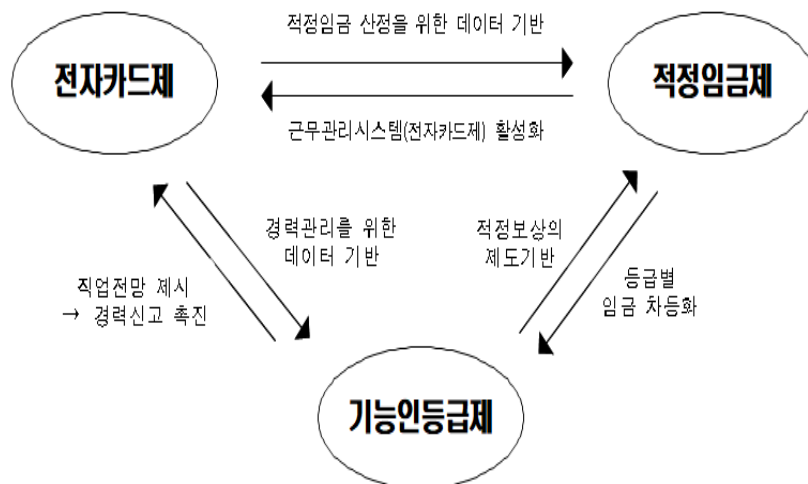 적정임금 산정을 위한 데이터 기반
전자카드제
적정임금제
근무관리시스템(전자카드제) 활성화
경력관리를 위한
데이터 기반
적정보상의
제도기반
직업전망 제시
→ 경력신고 촉진
등급별
임금 차등화
기능인등급제